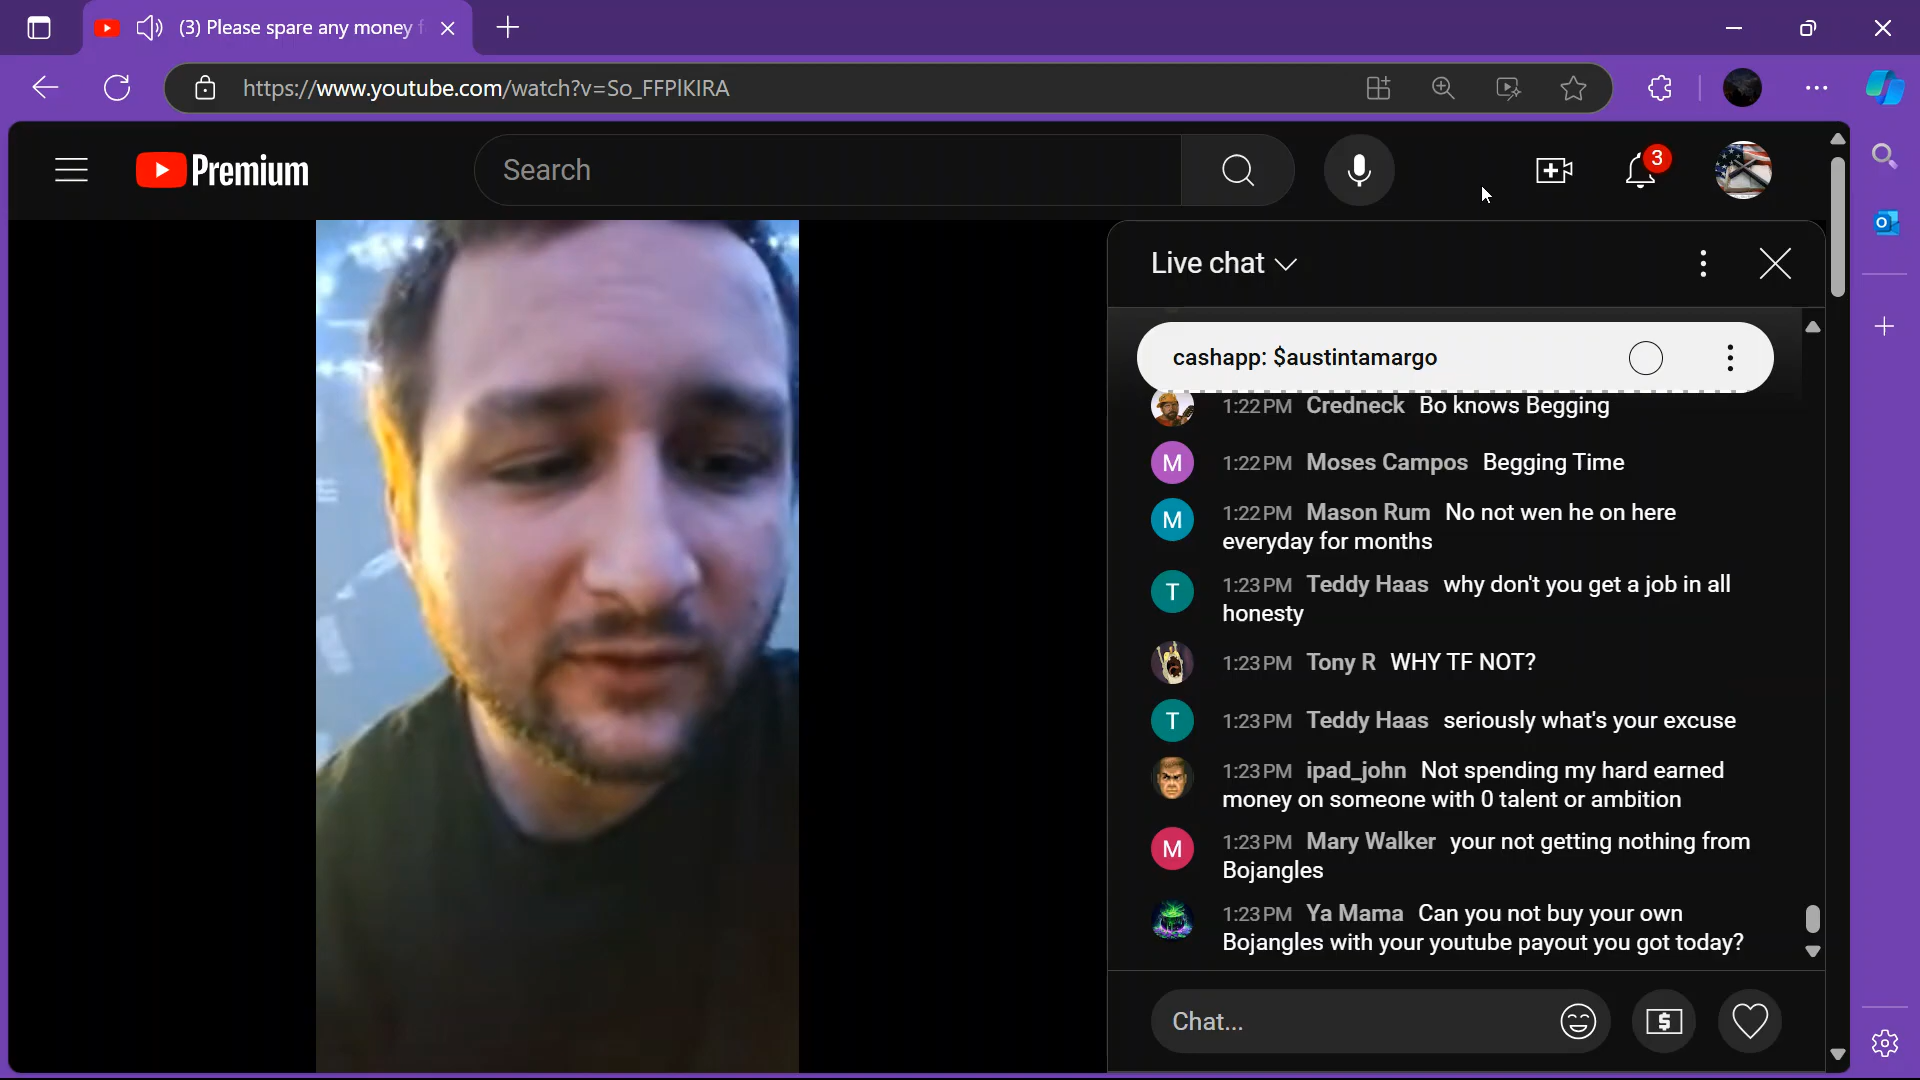 (3) Please spare any money f
https://www.youtube.com/watch?v=So_FFPlKIRA
Premium
Search
3
Live chat
cashapp: $austintamargo
1:22 PM Credneck Bo knows Begging
M 1:22 PM Moses Campos Begging Time
M 1:22 PM Mason Rum No not wen he on here
everyday for months
T 1:23 PM Teddy Haas why don't you get a job in all
honesty
1:23 PM Tony R WHY TF NOT?
T 1:23 PM Teddy Haas seriously what's your excuse
1:23 PM ipad_john Not spending my hard earned
money on someone with 0 talent or ambition
M 1:23 PM Mary Walker your not getting nothing from
Bojangles
1:23 PM Ya Mama Can you not buy your own
Bojangles with your youtube payout you got today?
Chat...